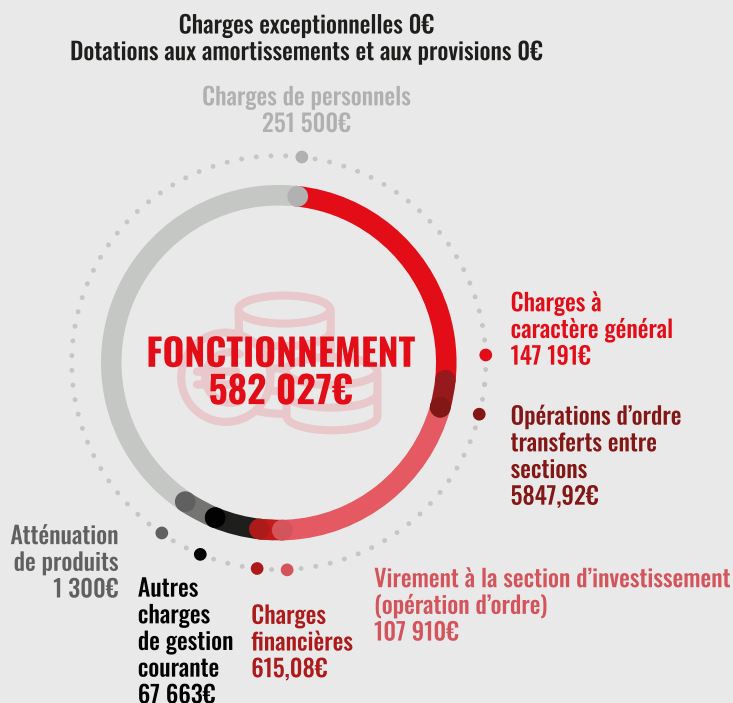 Charges exceptionnelles 0€
Dotations aux amortissements et aux provisions 0€
Charges de personnels
251 500€
FONCTIONNEMENT
582 027€
Charges à
caractère général
147 191€
Opérations d'ordre
transferts entre
sections
5847,92€
Virement à la section d'investissement
(opération d'ordre)
107 910€
Charges
financières
615,08€
Autres
charges
de gestion
courante
67 663€
Atténuation
de produits
1 300€